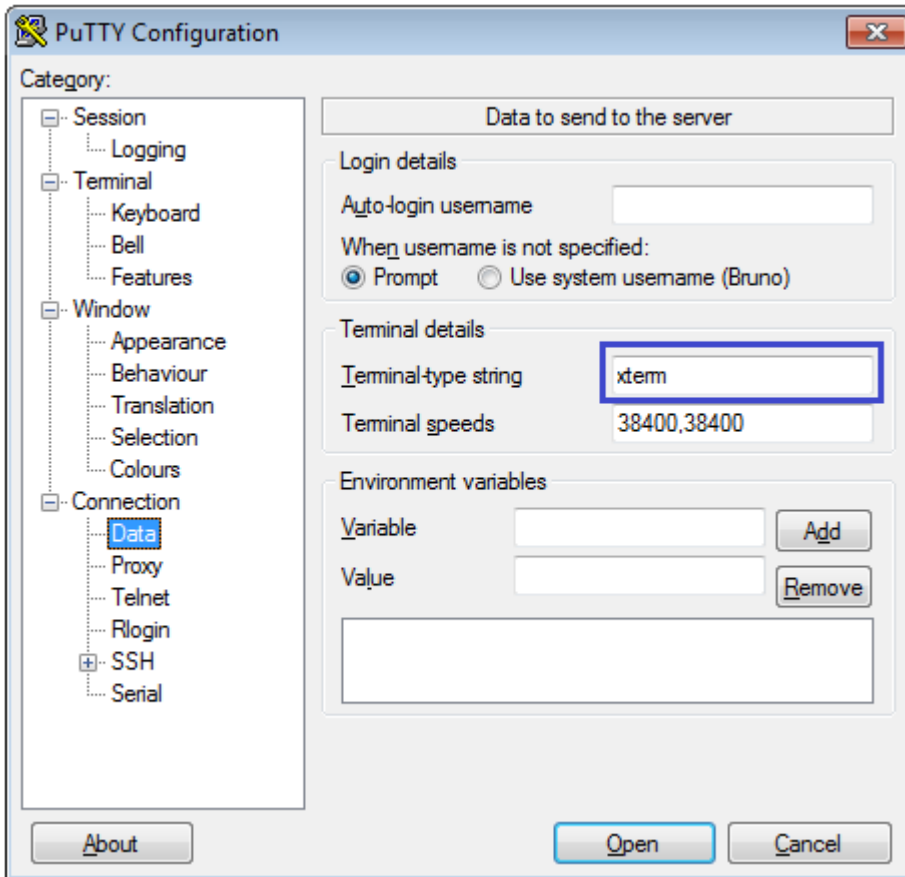 PuTTY Configuration
Category:
Session
Logging
Terminal
Keyboard
Bell
Features
Window
Appearance
Behaviour
Translation
Selection
Colours
Connection
Data
Proxy
Telnet
Rlogin
SSH
Serial
Data to send to the server
Login details
Auto-login username
When username is not specified:
Prompt Use system username (Bruno)
Terminal details
Terminal-type string xterm
Terminal speeds 38400,38400
Environment variables
Variable Add
Value Remove
About Open Cancel